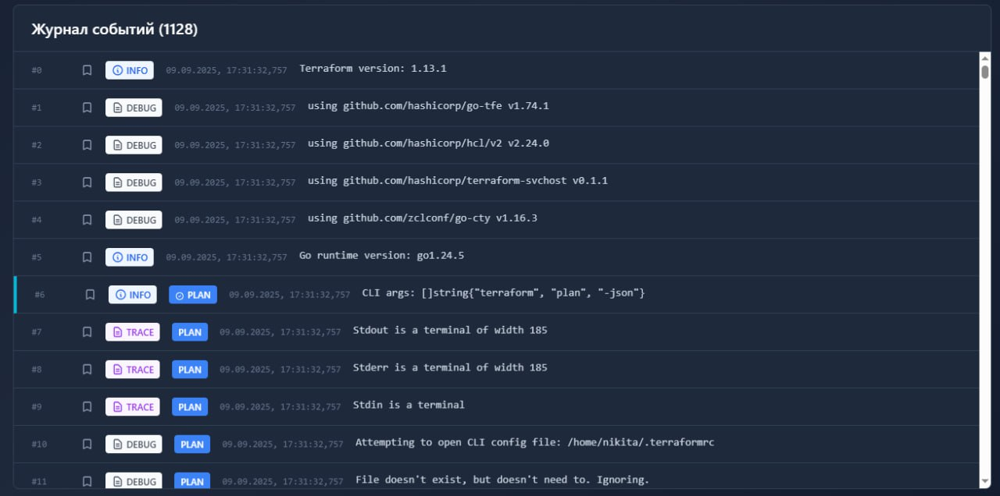 Журнал событий (1128)
#0 INFO 09.09.2025, 17:31:32,757 Terraform version: 1.13.1
#1 DEBUG 09.09.2025, 17:31:32,757 using github.com/hashicorp/go-tfe v1.74.1
#2 DEBUG 09.09.2025, 17:31:32,757 using github.com/hashicorp/hcl/v2 v2.24.0
#3 DEBUG 09.09.2025, 17:31:32,757 using github.com/hashicorp/terraform-svchost v0.1.1
#4 DEBUG 09.09.2025, 17:31:32,757 using github.com/zclconf/go-cty v1.16.3
#5 INFO 09.09.2025, 17:31:32,757 Go runtime version: go1.24.5
#6 INFO PLAN 09.09.2025, 17:31:32,757 CLI args: []string{"terraform", "plan", "-json"}
#7 TRACE PLAN 09.09.2025, 17:31:32,757 Stdout is a terminal of width 185
#8 TRACE PLAN 09.09.2025, 17:31:32,757 Stderr is a terminal of width 185
#9 TRACE PLAN 09.09.2025, 17:31:32,757 Stdin is a terminal
#10 DEBUG PLAN 09.09.2025, 17:31:32,757 Attempting to open CLI config file: /home/nikita/.terraformrc
#11 DEBUG PLAN 09.09.2025, 17:31:32,757 File doesn't exist, but doesn't need to. Ignoring.